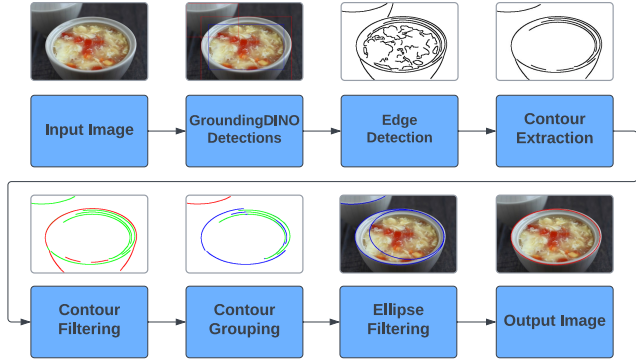 Input Image
GroundingDINO
Detections
Edge
Detection
Contour
Extraction
Contour
Filtering
Contour
Grouping
Ellipse
Filtering
Output Image